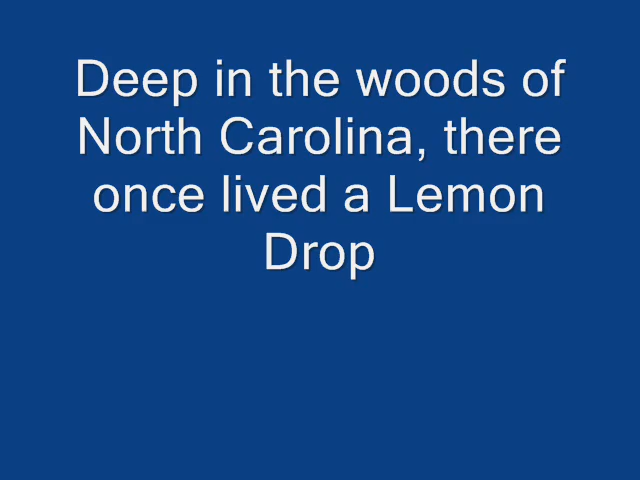 Deep in the woods of
North Carolina, there
once lived a Lemon
Drop